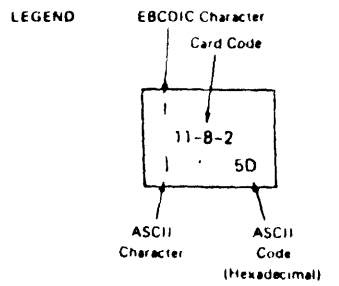 LEGEND
EBCDIC Character
Card Code
|
11-8-2
]
5D
ASCII
Character
ASCII
Code
(Hexadecimal)